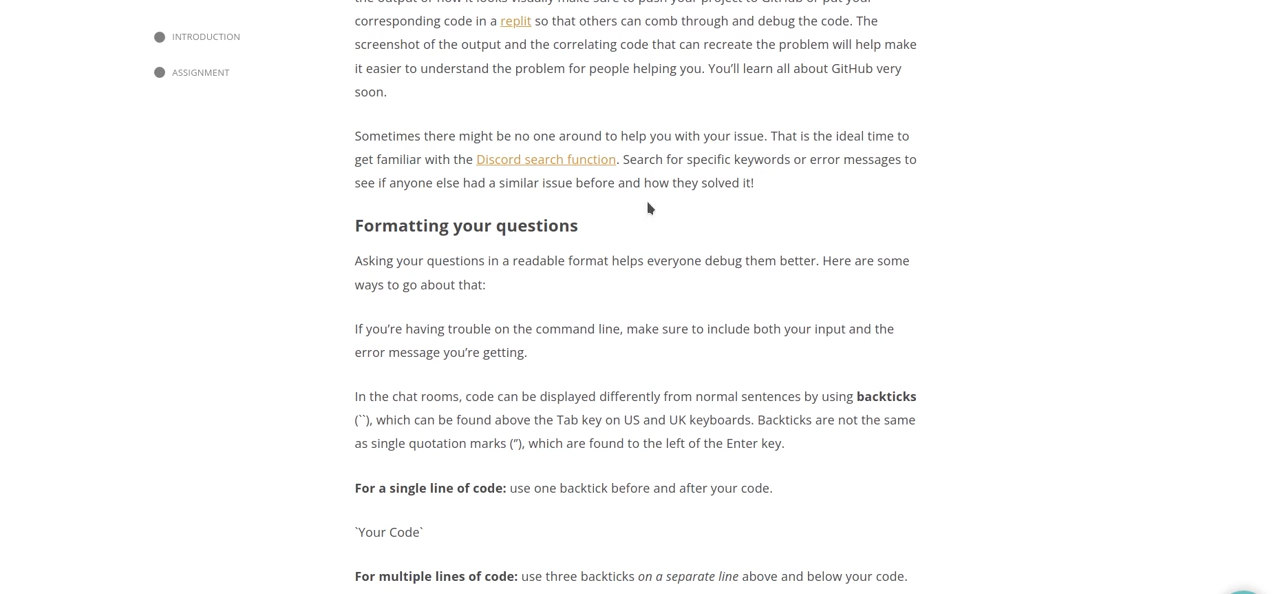 INTRODUCTION
ASSIGNMENT
corresponding code in a replit so that others can comb through and debug the code. The
screenshot of the output and the correlating code that can recreate the problem will help make
it easier to understand the problem for people helping you. You’ll learn all about GitHub very
soon.
Sometimes there might be no one around to help you with your issue. That is the ideal time to
get familiar with the Discord search function. Search for specific keywords or error messages to
see if anyone else had a similar issue before and how they solved it!
Formatting your questions
Asking your questions in a readable format helps everyone debug them better. Here are some
ways to go about that:
If you’re having trouble on the command line, make sure to include both your input and the
error message you’re getting.
In the chat rooms, code can be displayed differently from normal sentences by using backticks
(``), which can be found above the Tab key on US and UK keyboards. Backticks are not the same
as single quotation marks (’’), which are found to the left of the Enter key.
For a single line of code: use one backtick before and after your code.
`Your Code`
For multiple lines of code: use three backticks on a separate line above and below your code.